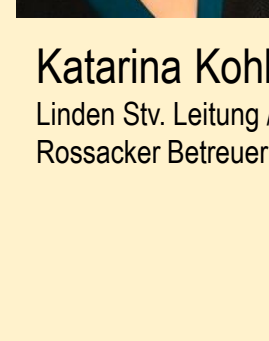 Katarina Kohl
Linden Stv. Leitung
Rossacker Betreuer